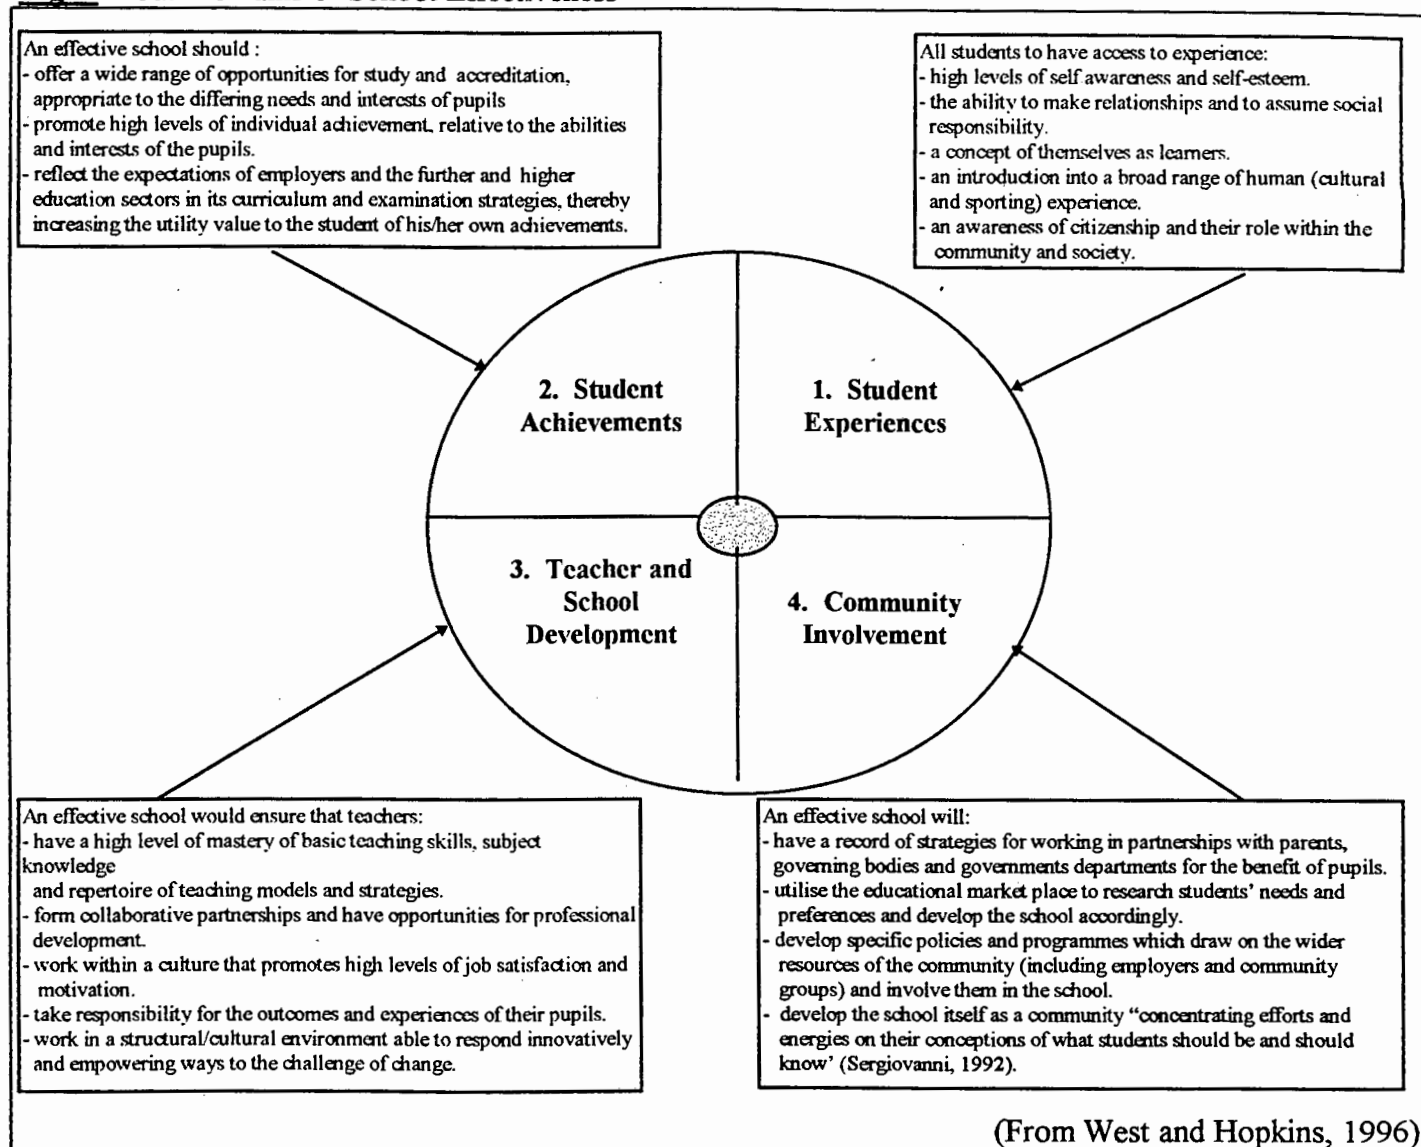 School Effectiveness
An effective school should :
- offer a wide range of opportunities for study and accreditation,
appropriate to the differing needs and interests of pupils
- promote high levels of individual achievement, relative to the abilities
and interests of the pupils.
- reflect the expectations of employers and the further and higher
education sectors in its curriculum and examination strategies, thereby
increasing the utility value to the student of his/her own achievements.
All students to have access to experience:
- high levels of self awareness and self-esteem.
- the ability to make relationships and to assume social
responsibility.
- a concept of themselves as learners.
- an introduction into a broad range of human (cultural
and sporting) experience.
- an awareness of citizenship and their role within the
community and society.
2. Student
Achievements
1. Student
Experiences
3. Teacher and
School
Development
4. Community
Involvement
An effective school would ensure that teachers:
- have a high level of mastery of basic teaching skills, subject
knowledge
and repertoire of teaching models and strategies.
- form collaborative partnerships and have opportunities for professional
development.
- work within a culture that promotes high levels of job satisfaction and
motivation.
- take responsibility for the outcomes and experiences of their pupils.
- work in a structural/cultural environment able to respond innovatively
and empowering ways to the challenge of change.
An effective school will:
- have a record of strategies for working in partnerships with parents,
governing bodies and governments departments for the benefit of pupils.
- utilise the educational market place to research students' needs and
preferences and develop the school accordingly.
- develop specific policies and programmes which draw on the wider
resources of the community (including employers and community
groups) and involve them in the school.
- develop the school itself as a community "concentrating efforts and
energies on their conceptions of what students should be and should
know' (Sergiovanni, 1992).
(From West and Hopkins, 1996)